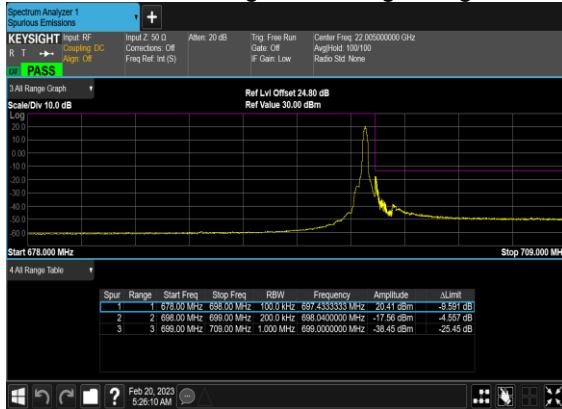 Spectrum Analyzer 1
Spurious Emissions
KEYSIGHT Input: RF Input Z: 50 Ω Atten: 20 dB Trig: Free Run Center Freq: 22.005000000 GHz
R T Coupling: DC Corrections: Off Gate: Off Avg|Hold: 100/100
Align: Off Freq Ref: Int (S) IF Gain: Low Radio Std: None
PASS
3 All Range Graph Ref Lvl Offset 24.80 dB
Scale/Div 10.0 dB Ref Value 30.00 dBm
Log
20.0
10.0
0.00
-10.0
-20.0
-30.0
-40.0
-50.0
-60.0
Start 678.000 MHz Stop 709.000 MHz
4 All Range Table
Spur Range Start Freq Stop Freq RBW Frequency Amplitude ΔLimit
1 1 678.00 MHz 698.00 MHz 100.0 kHz 697.4333333 MHz 20.41 dBm -9.591 dB
2 2 698.00 MHz 699.00 MHz 200.0 kHz 698.0400000 MHz -17.56 dBm -4.557 dB
3 3 699.00 MHz 709.00 MHz 1.000 MHz 699.0000000 MHz -38.45 dBm -25.45 dB
? Feb 20, 2023
5:26:10 AM